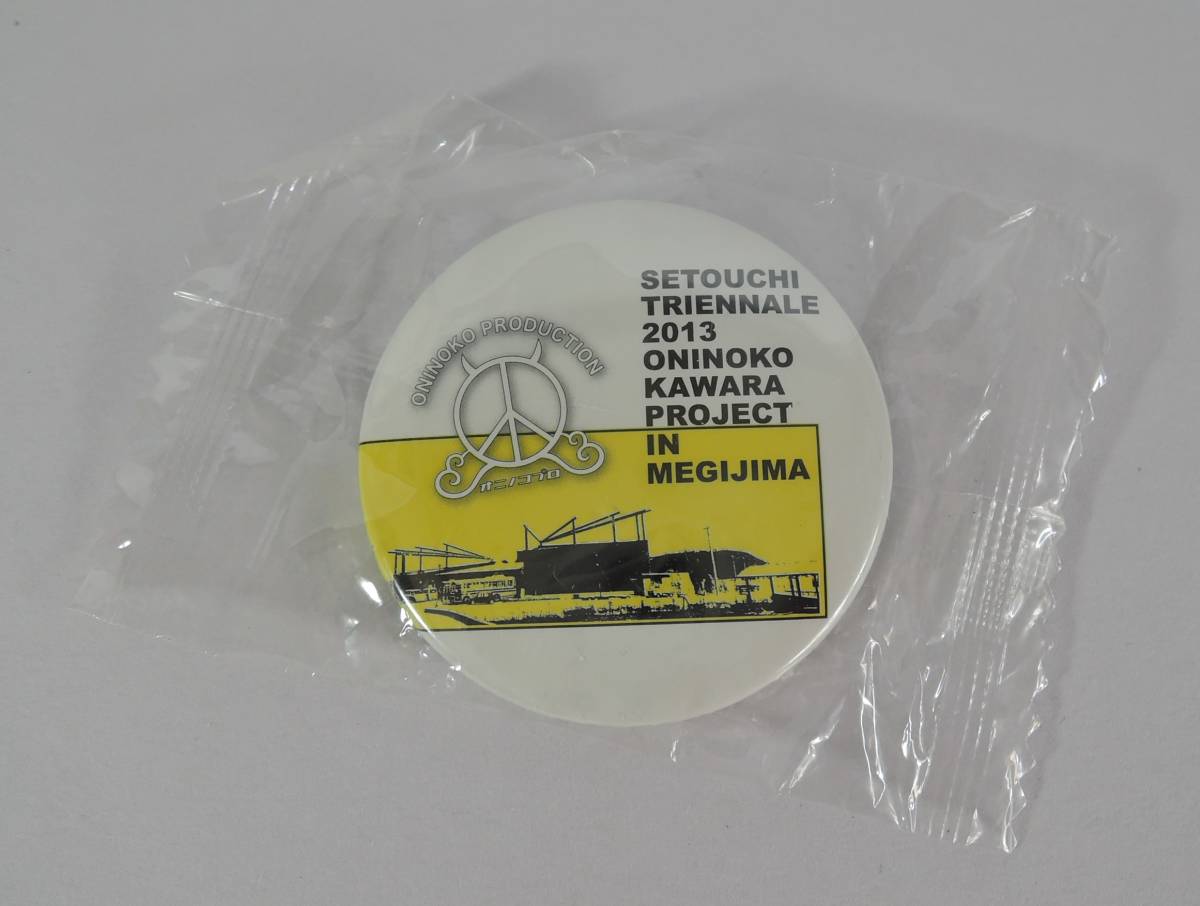 ONINOKO PRODUCTION
オニノコプロ
SETOUCHI
TRIENNALE
2013
ONINOKO
KAWARA
PROJECT
IN
MEGIJIMA